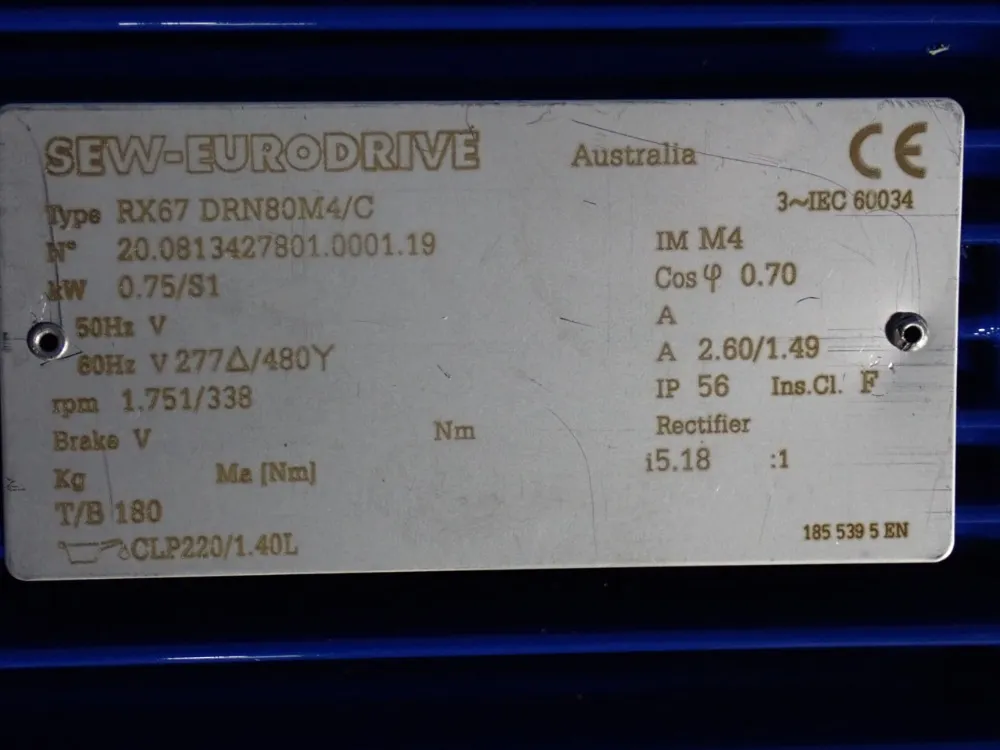 SEW-EURODRIVE Australia CE
Type RX67 DRN80M4/C 3~IEC 60034
N° 20.0813427801.0001.19 IM M4
kW 0.75/S1 Cos φ 0.70
50Hz V A
60Hz V 277Δ/480Y A 2.60/1.49
rpm 1.751/338 IP 56 Ins.Cl. F
Brake V Nm Rectifier
Kg Ma [Nm] i5.18 :1
T/B 180
CLP220/1.40L 185 539 5 EN